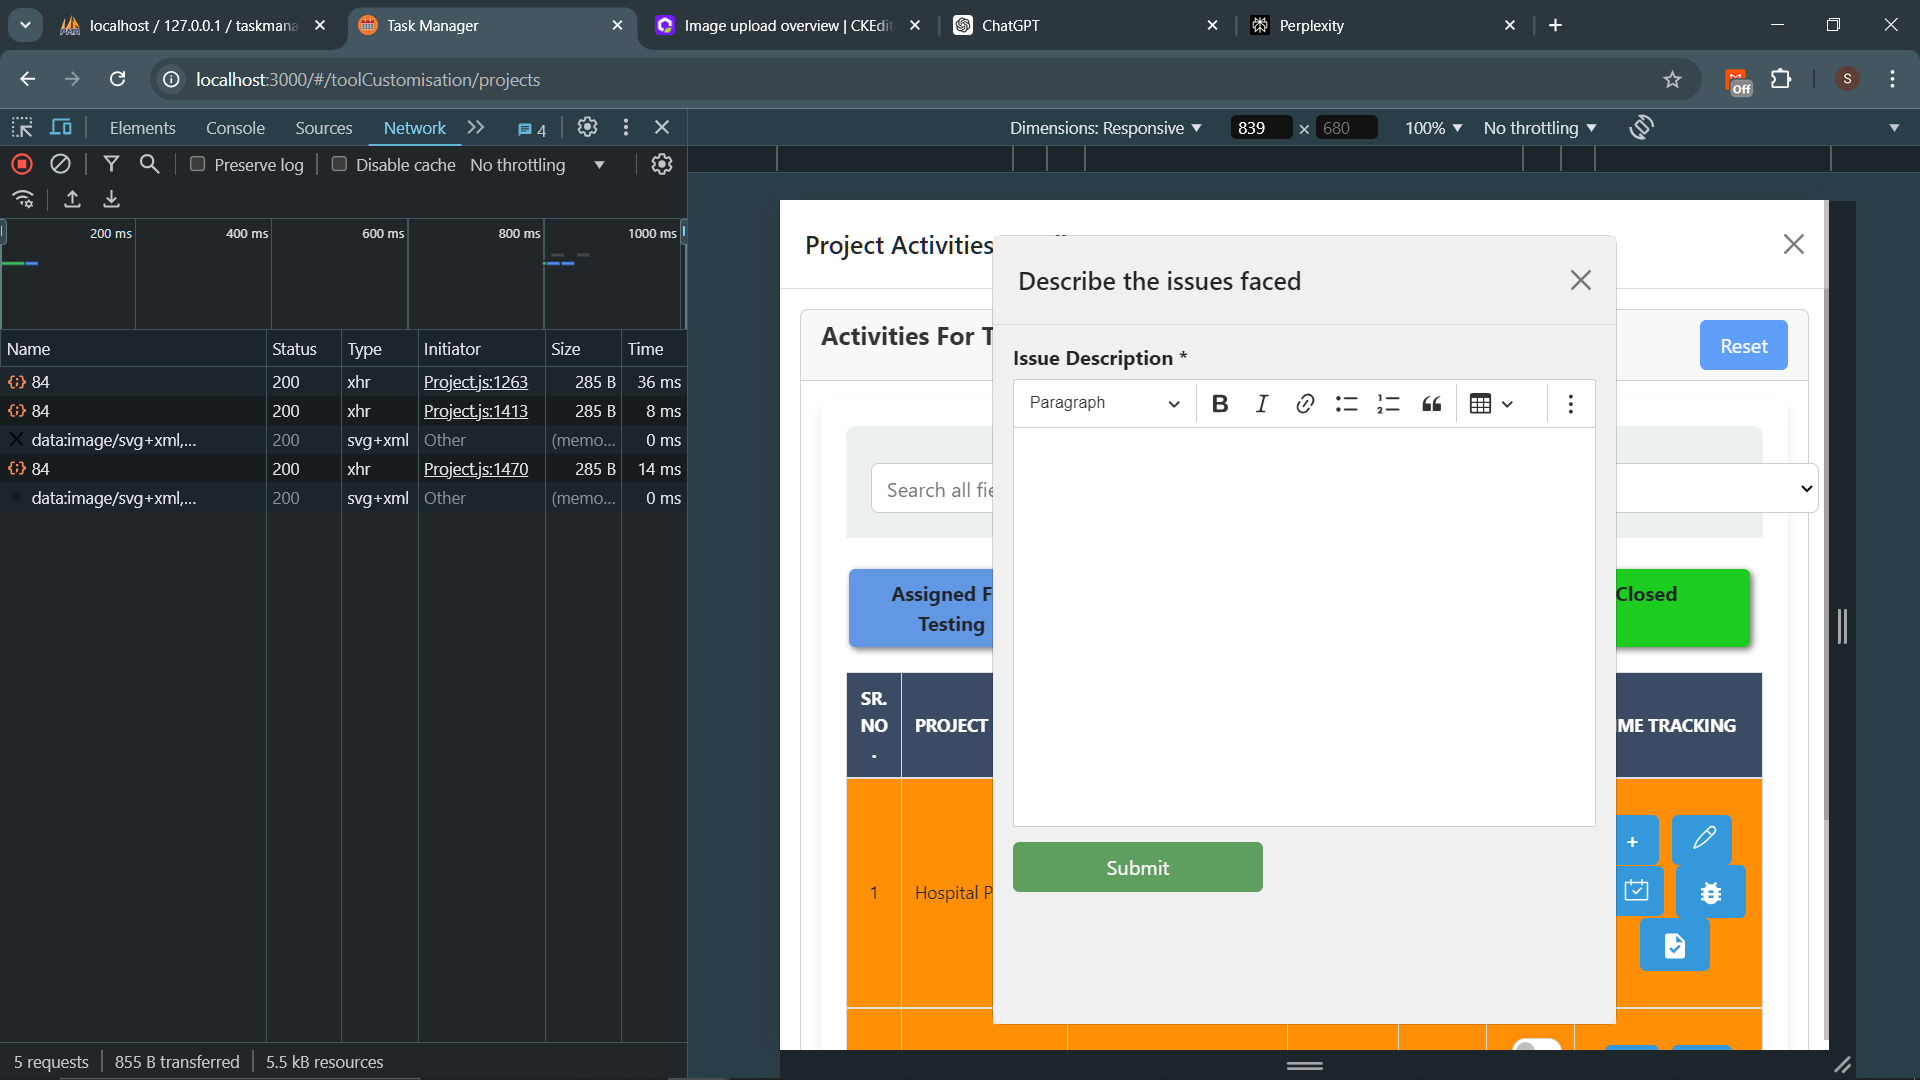 localhost / 127.0.0.1 / taskmana
Task Manager
Image upload overview | CKEdit
ChatGPT
Perplexity
localhost:3000/#/toolCustomisation/projects
Off
S
Elements
Console
Sources
Network
4
Dimensions: Responsive
839
×
680
100%
No throttling
Preserve log
Disable cache
No throttling
200 ms
400 ms
600 ms
800 ms
1000 ms
Name Status Type Initiator Size Time
84 200 xhr Project.js:1263 285 B 36 ms
84 200 xhr Project.js:1413 285 B 8 ms
data:image/svg+xml,... 200 svg+xml Other (memo... 0 ms
84 200 xhr Project.js:1470 285 B 14 ms
data:image/svg+xml,... 200 svg+xml Other (memo... 0 ms
5 requests
855 B transferred
5.5 kB resources
Project Activities
Describe the issues faced
Activities For T
Reset
Issue Description *
Paragraph
Search all fie
Assigned F
Testing
Closed
SR.
NO
.
PROJECT
ME TRACKING
1
Hospital P
+
Submit